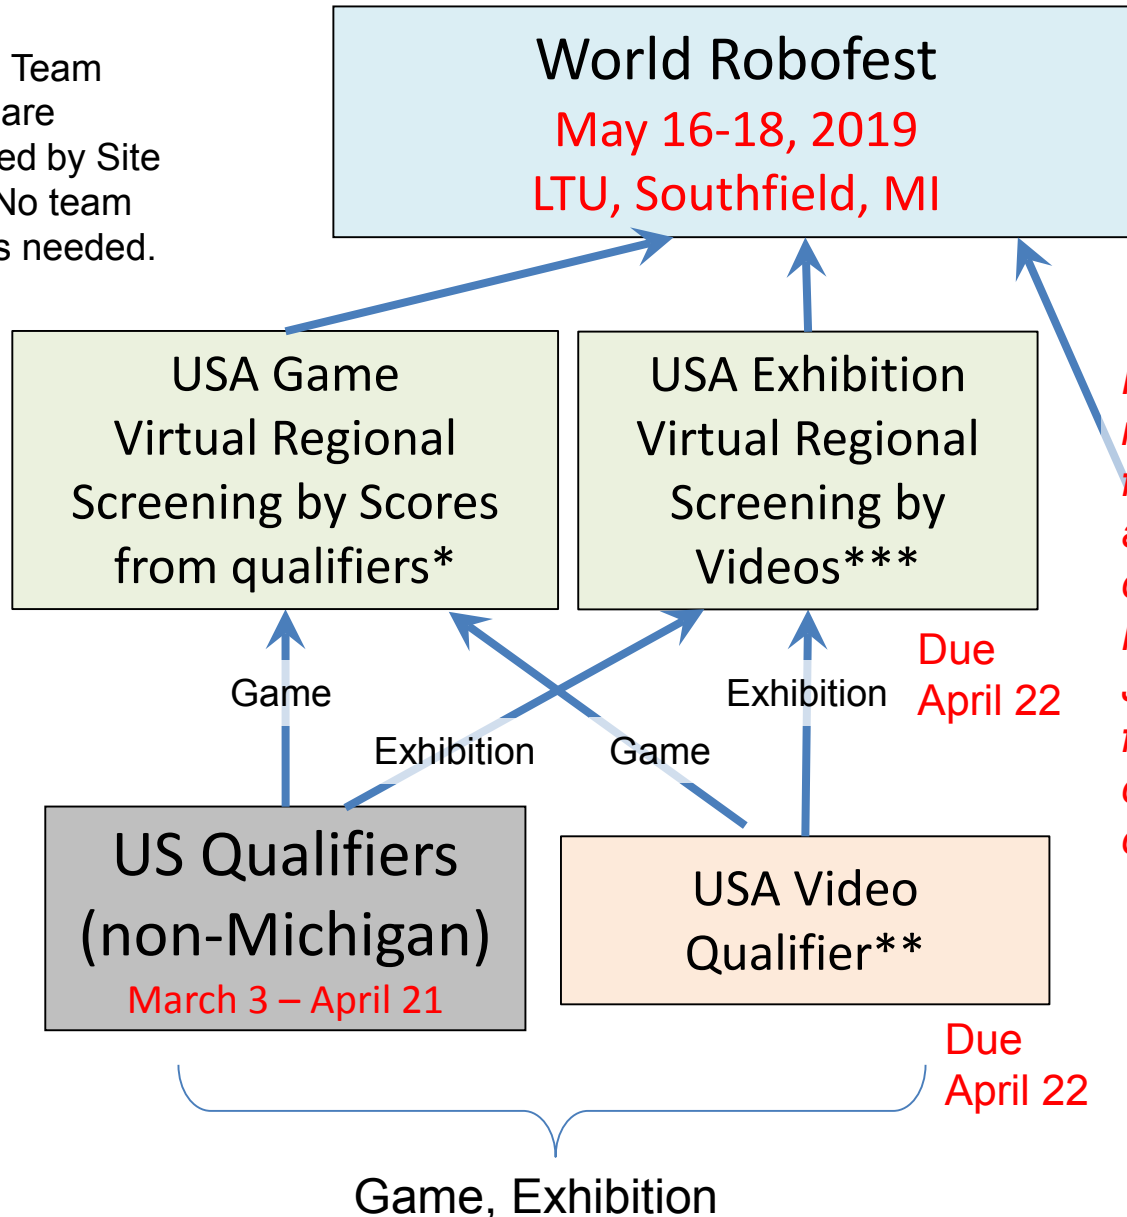 Team
are
ed by Site
No team
s needed.
World Robofest
May 16-18, 2019
LTU, Southfield, MI
USA Game
Virtual Regional
Screening by Scores
from qualifiers*
USA Exhibition
Virtual Regional
Screening by
Videos***
Due
April 22
Game
Exhibition
Exhibition
Game
US Qualifiers
(non-Michigan)
March 3 – April 21
USA Video
Qualifier**
Due
April 22
Game, Exhibition